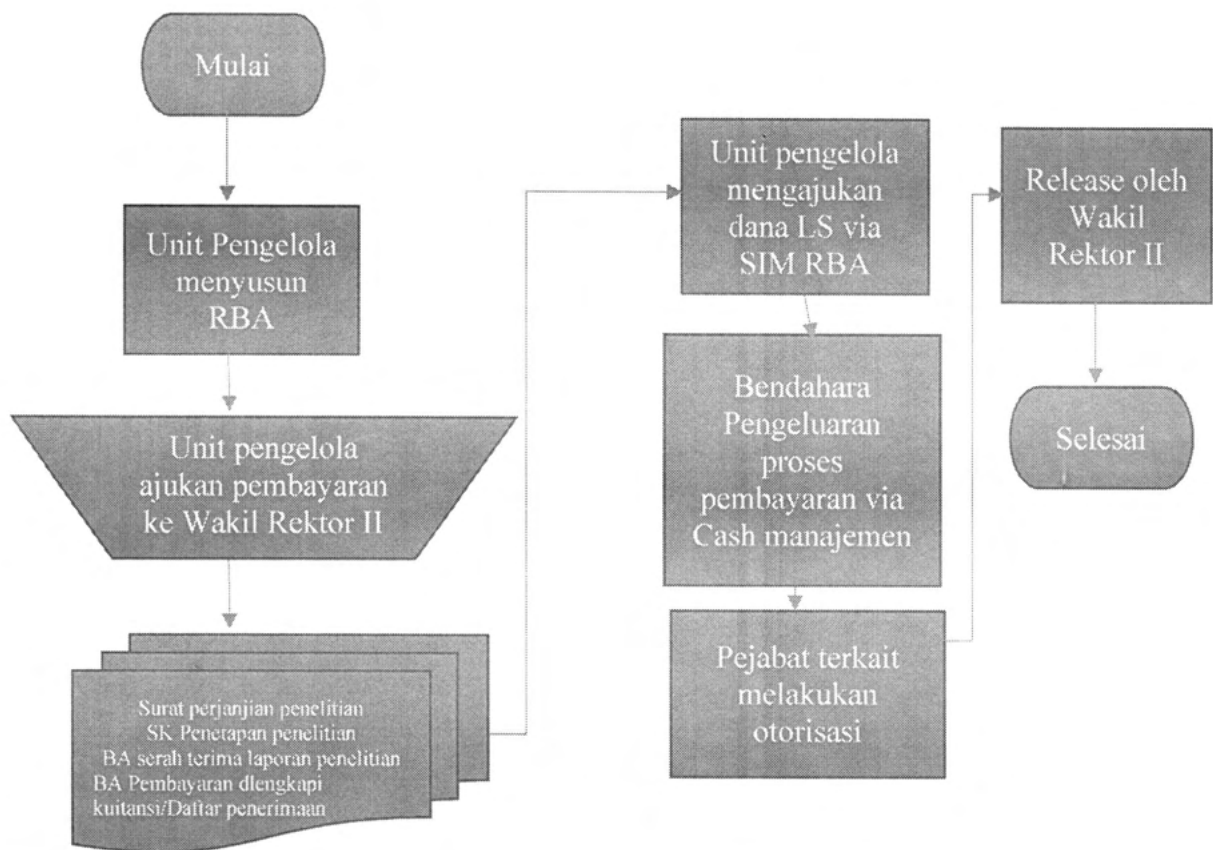 Mulai
Unit Pengelola
menyusun
RBA
Unit pengelola
ajukan pembayaran
ke Wakil Rektor II
Surat perjanjian penelitian
SK Penetapan penelitian
BA serah terima laporan penelitian
BA Pembayaran dlengkapi
kuitansi/Daftar penerimaan
Unit pengelola
mengajukan
dana LS via
SIM RBA
Bendahara
Pengeluaran
proses
pembayaran via
Cash manajemen
Pejabat terkait
melakukan
otorisasi
Release oleh
Wakil
Rektor II
Selesai